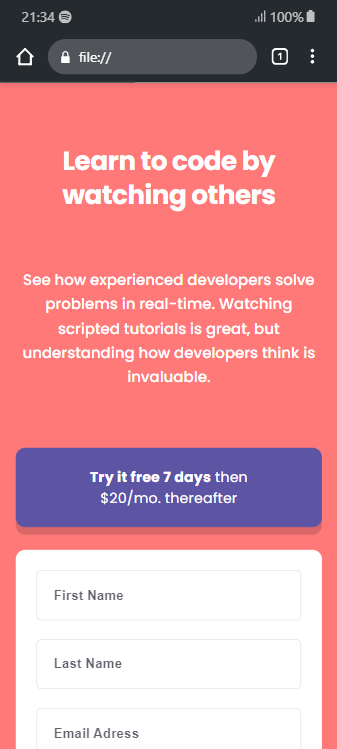 21:34 100%
file:// 1
Learn to code by
watching others
See how experienced developers solve
problems in real-time. Watching
scripted tutorials is great, but
understanding how developers think is
invaluable.
Try it free 7 days then
$20/mo. thereafter
First Name
Last Name
Email Adress